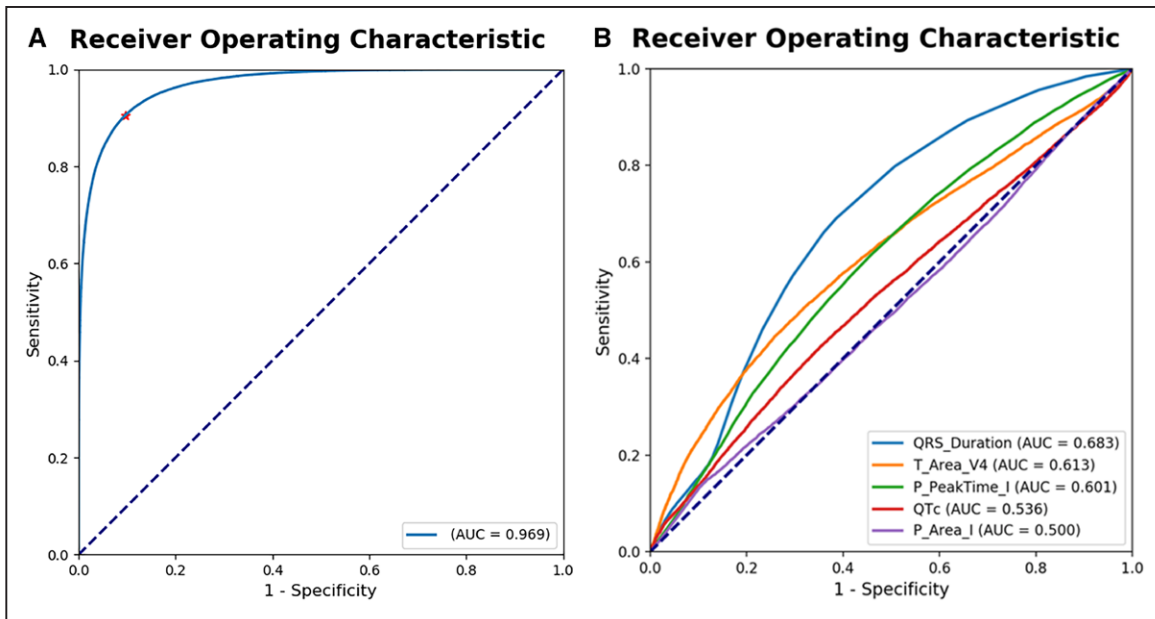 A Receiver Operating Characteristic
1.0
0.8
0.6
0.4
0.2
0.0
Sensitivity
0.0 0.2 0.4 0.6 0.8 1.0
1 - Specificity
(AUC = 0.969)
B Receiver Operating Characteristic
1.0
0.8
0.6
0.4
0.2
0.0
Sensitivity
0.0 0.2 0.4 0.6 0.8 1.0
1 - Specificity
QRS_Duration (AUC = 0.683)
T_Area_V4 (AUC = 0.613)
P_PeakTime_I (AUC = 0.601)
QTc (AUC = 0.536)
P_Area_I (AUC = 0.500)